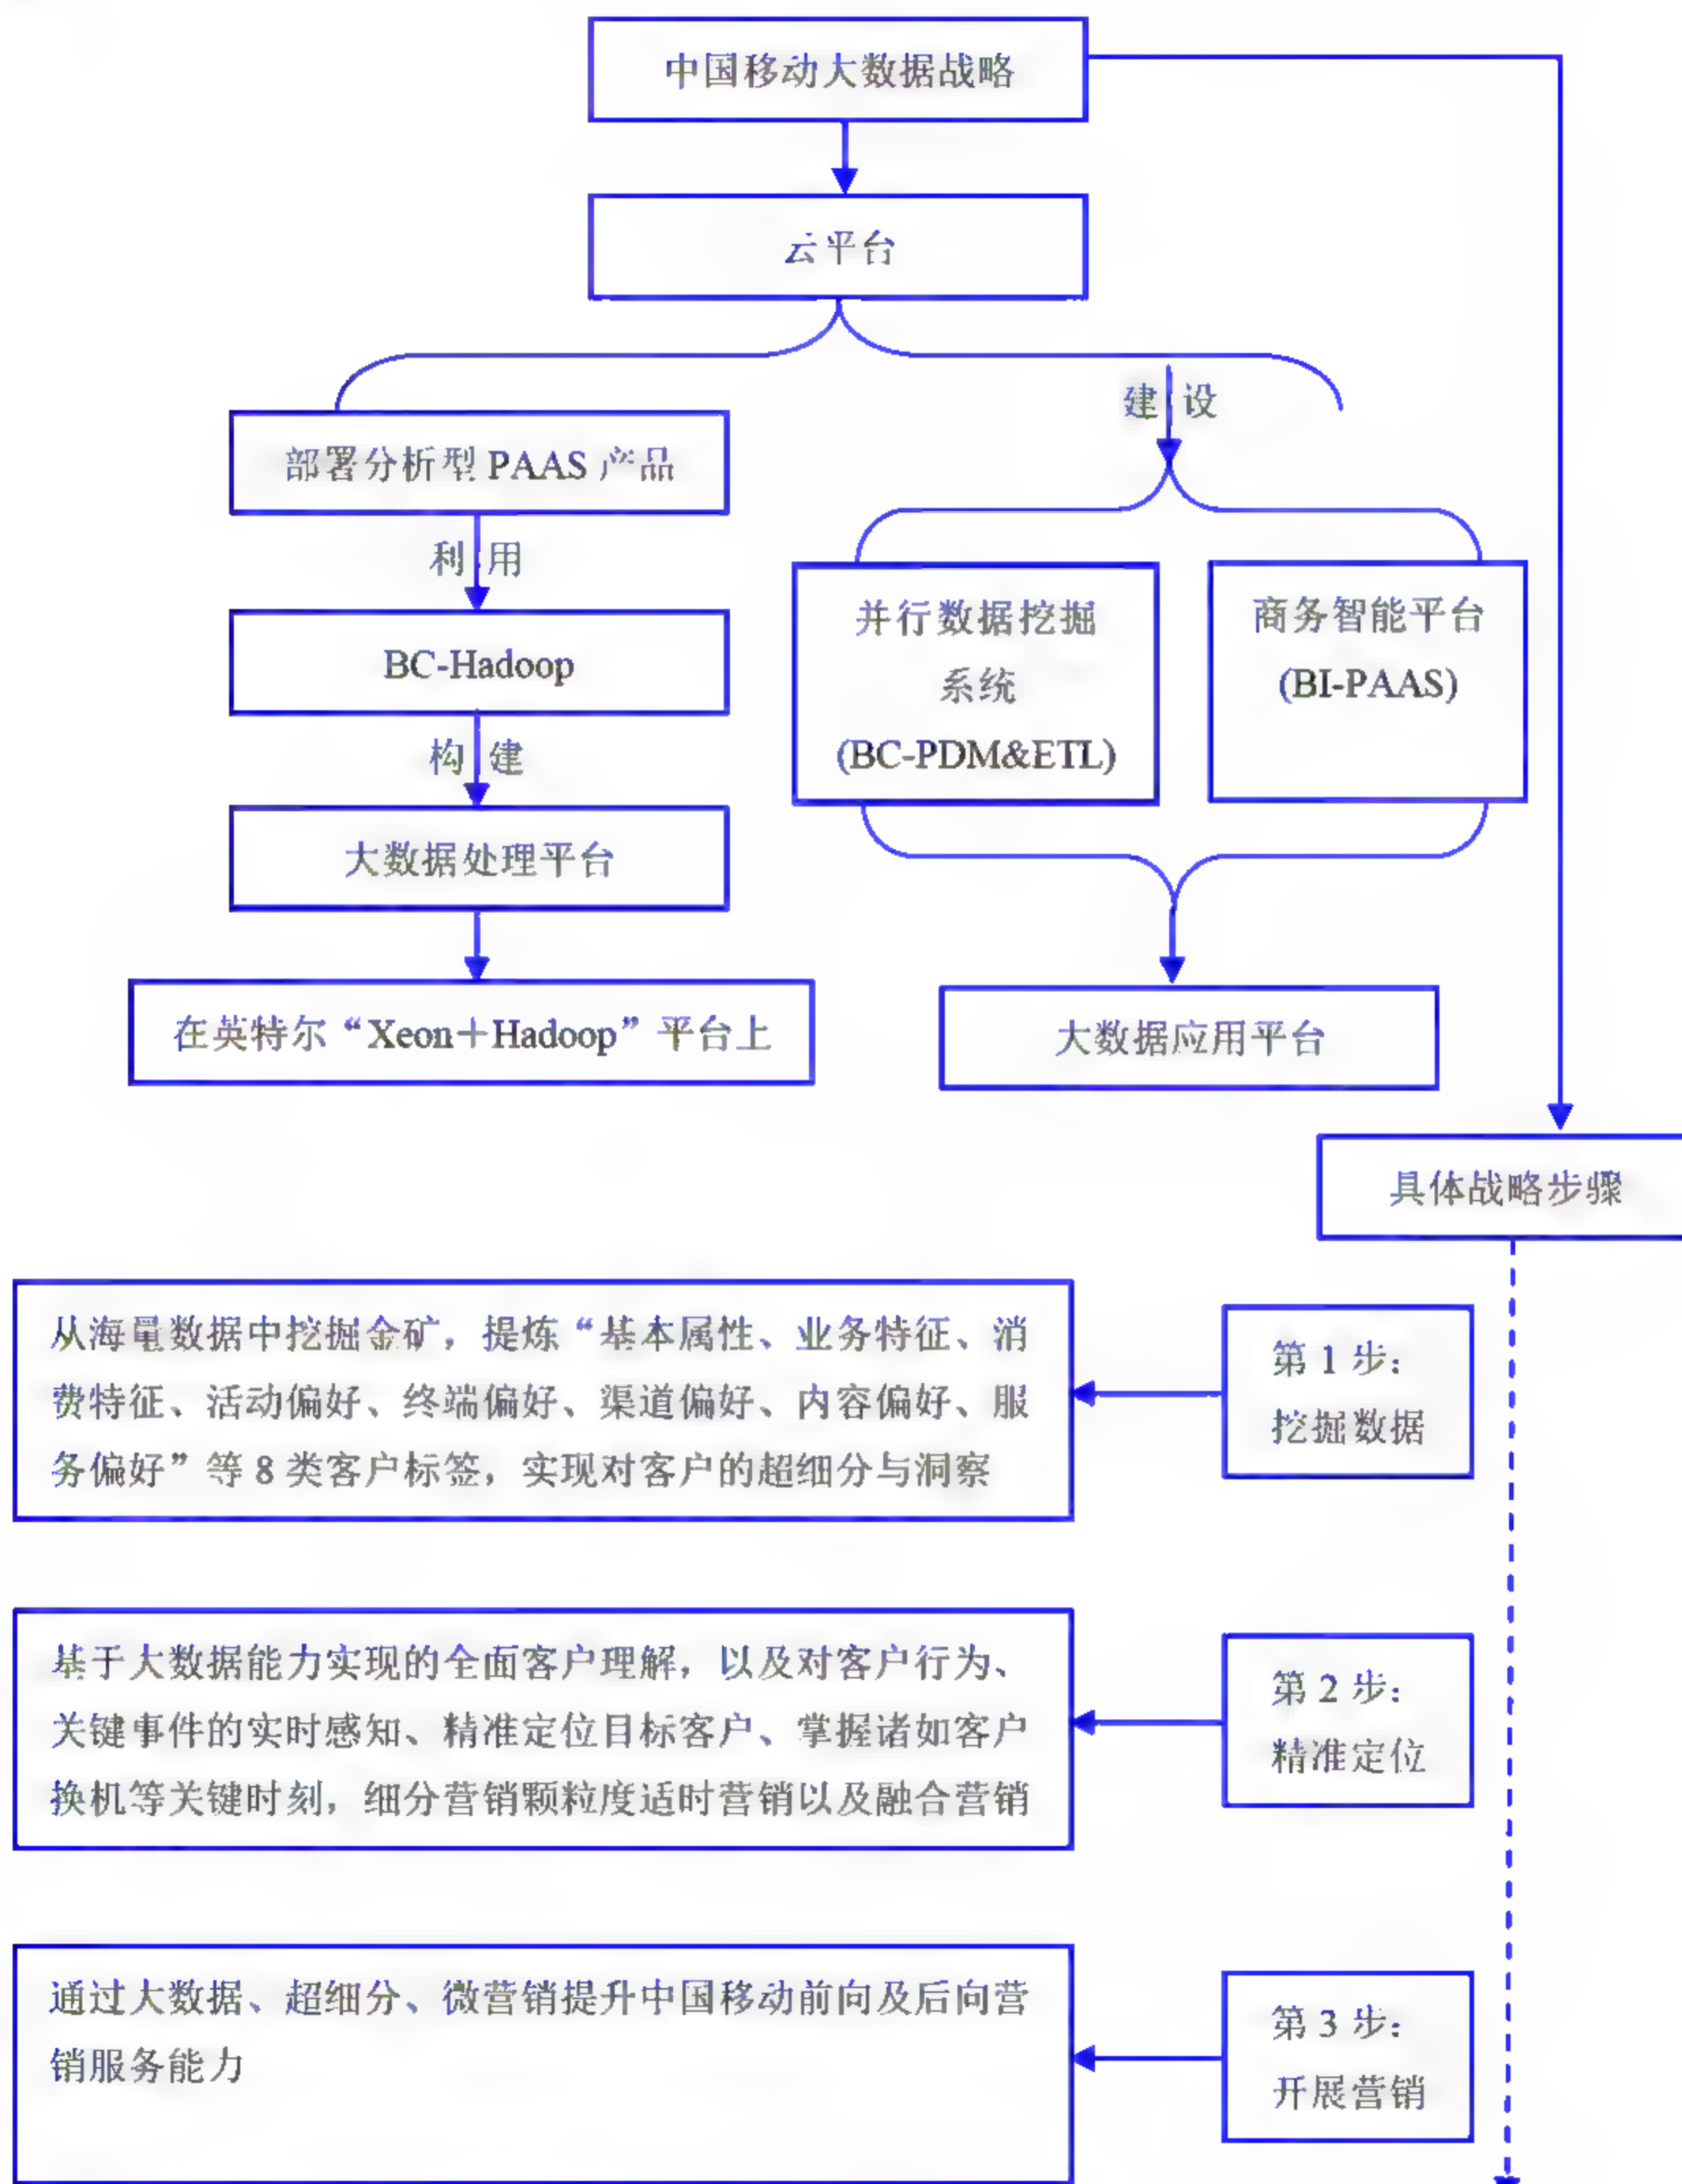 中国移动大数据战略
云平台
建设
部署分析型 PAAS 产品
利用
BC-Hadoop
构建
大数据处理平台
在英特尔“Xeon＋Hadoop”平台上
并行数据挖掘
系统
(BC-PDM&ETL)
商务智能平台
(BI-PAAS)
大数据应用平台
具体战略步骤
第 1 步：
挖掘数据
从海量数据中挖掘金矿，提炼“基本属性、业务特征、消
费特征、活动偏好、终端偏好、渠道偏好、内容偏好、服
务偏好”等 8 类客户标签，实现对客户的超细分与洞察
第 2 步：
精准定位
基于大数据能力实现的全面客户理解，以及对客户行为、
关键事件的实时感知、精准定位目标客户、掌握诸如客户
换机等关键时刻，细分营销颗粒度适时营销以及融合营销
第 3 步：
开展营销
通过大数据、超细分、微营销提升中国移动前向及后向营
销服务能力